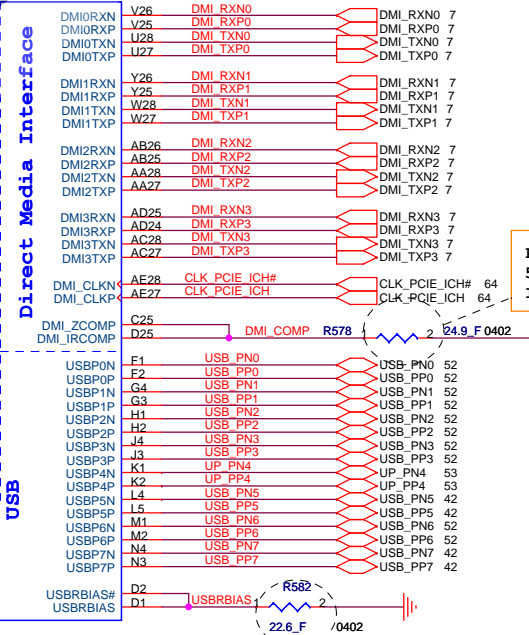 Direct Media Interface
DMI0RXN V26 DMI_RXN0 DMI_RXN0 7
DMI0RXP V25 DMI_RXP0 DMI_RXP0 7
DMI0TXN U28 DMI_TXN0 DMI_TXN0 7
DMI0TXP U27 DMI_TXP0 DMI_TXP0 7
DMI1RXN Y26 DMI_RXN1 DMI_RXN1 7
DMI1RXP Y25 DMI_RXP1 DMI_RXP1 7
DMI1TXN W28 DMI_TXN1 DMI_TXN1 7
DMI1TXP W27 DMI_TXP1 DMI_TXP1 7
DMI2RXN AB26 DMI_RXN2 DMI_RXN2 7
DMI2RXP AB25 DMI_RXP2 DMI_RXP2 7
DMI2TXN AA28 DMI_TXN2 DMI_TXN2 7
DMI2TXP AA27 DMI_TXP2 DMI_TXP2 7
DMI3RXN AD25 DMI_RXN3 DMI_RXN3 7
DMI3RXP AD24 DMI_RXP3 DMI_RXP3 7
DMI3TXN AC28 DMI_TXN3 DMI_TXN3 7
DMI3TXP AC27 DMI_TXP3 DMI_TXP3 7
DMI_CLKN AE28 CLK_PCIE_ICH# CLK_PCIE_ICH# 64
DMI_CLKP AE27 CLK_PCIE_ICH CLK_PCIE_ICH 64
DMI_ZCOMP C25
DMI_IRCOMP D25 DMI_COMP R578 2 24.9_F 0402
USB
USBP0N F1 USB_PN0 USB_PN0 52
USBP0P F2 USB_PP0 USB_PP0 52
USBP1N G4 USB_PN1 USB_PN1 52
USBP1P G3 USB_PP1 USB_PP1 52
USBP2N H1 USB_PN2 USB_PN2 52
USBP2P H2 USB_PP2 USB_PP2 52
USBP3N J4 USB_PN3 USB_PN3 52
USBP3P J3 USB_PP3 USB_PP3 52
USBP4N K1 UP_PN4 UP_PN4 53
USBP4P K2 UP_PP4 UP_PP4 53
USBP5N L4 USB_PN5 USB_PN5 42
USBP5P L5 USB_PP5 USB_PP5 42
USBP6N M1 USB_PN6 USB_PN6 52
USBP6P M2 USB_PP6 USB_PP6 52
USBP7N N4 USB_PN7 USB_PN7 42
USBP7P N3 USB_PP7 USB_PP7 42
USBRBIAS# D2
USBRBIAS D1 USBRBIAS 1 R582 2
22.6_F 0402